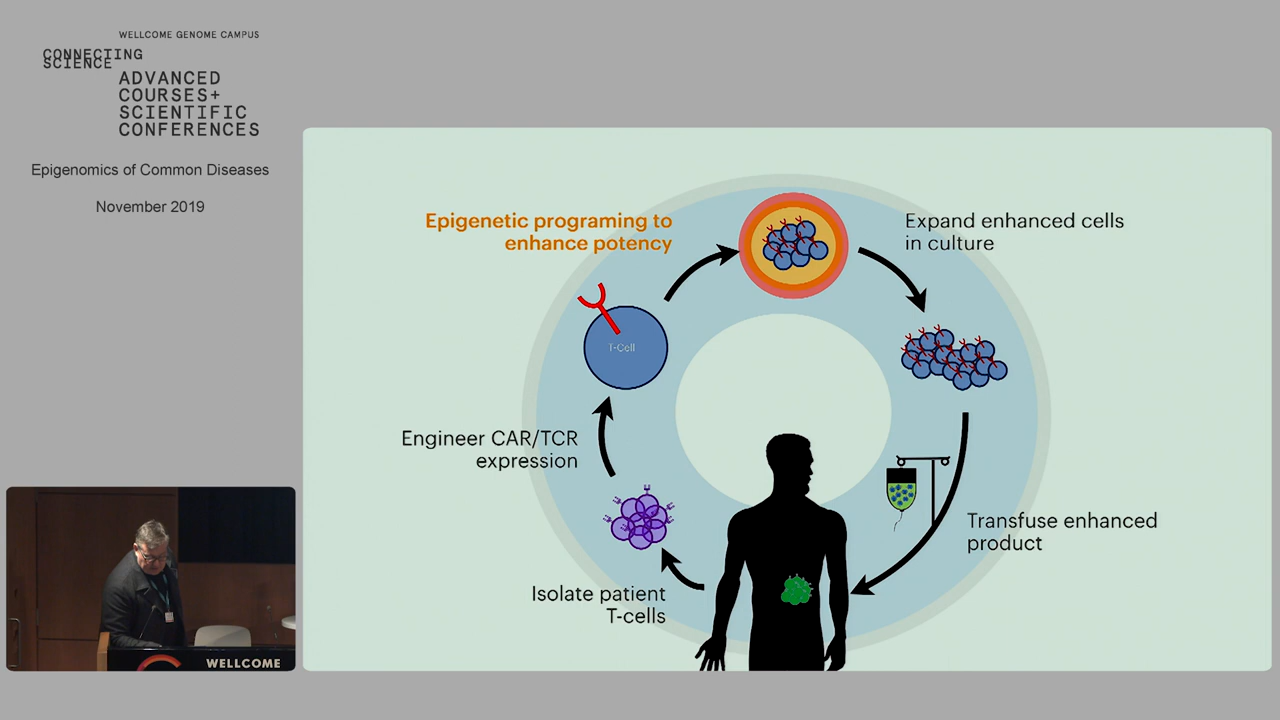 WELLCOME GENOME CAMPUS
CONNECTING
SCIENCE
ADVANCED
COURSES+
SCIENTIFIC
CONFERENCES
Epigenomics of Common Diseases
November 2019
Epigenetic programing to
enhance potency
Expand enhanced cells
in culture
T-Cell
Engineer CAR/TCR
expression
Transfuse enhanced
product
Isolate patient
T-cells
WELLCOME